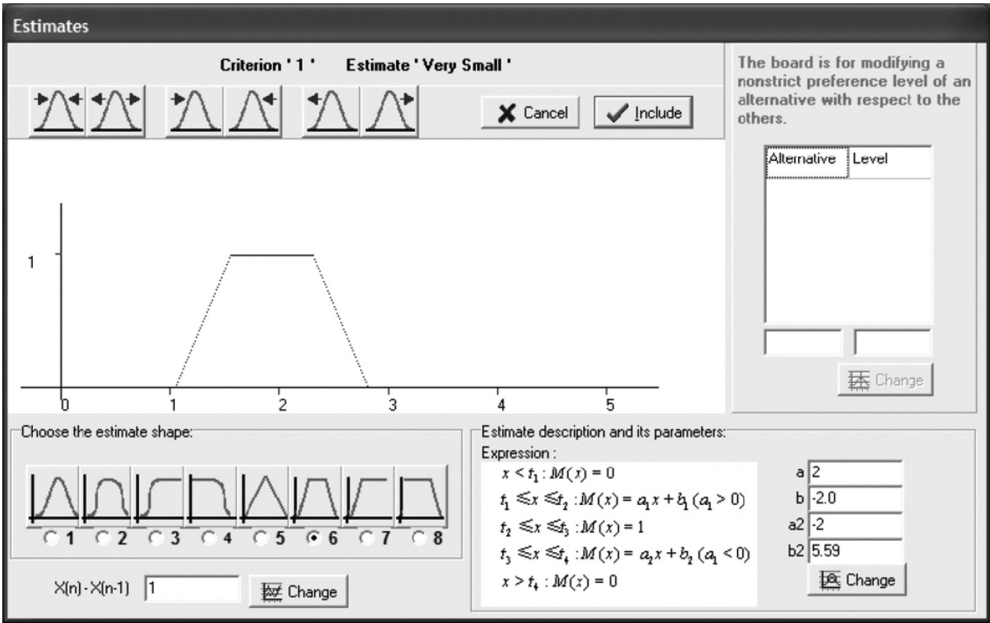 Estimates
Criterion ' 1 ' Estimate ' Very Small '
Cancel Include
The board is for modifying a
nonstrict preference level of an
alternative with respect to the
others.
Alternative Level
Change
1
0 1 2 3 4 5
Choose the estimate shape:
1 2 3 4 5 6 7 8
X(n)-X(n-1) 1 Change
Estimate description and its parameters:
Expression :
x < t₁ : M(x) = 0
t₁ ≤ x ≤ t₂ : M(x) = a₁x + b₁ (a₁ > 0)
t₂ ≤ x ≤ t₃ : M(x) = 1
t₃ ≤ x ≤ t₄ : M(x) = a₂x + b₂ (a₁ < 0)
x > t₄ : M(x) = 0
a 2
b -2.0
a2 -2
b2 5.59
Change